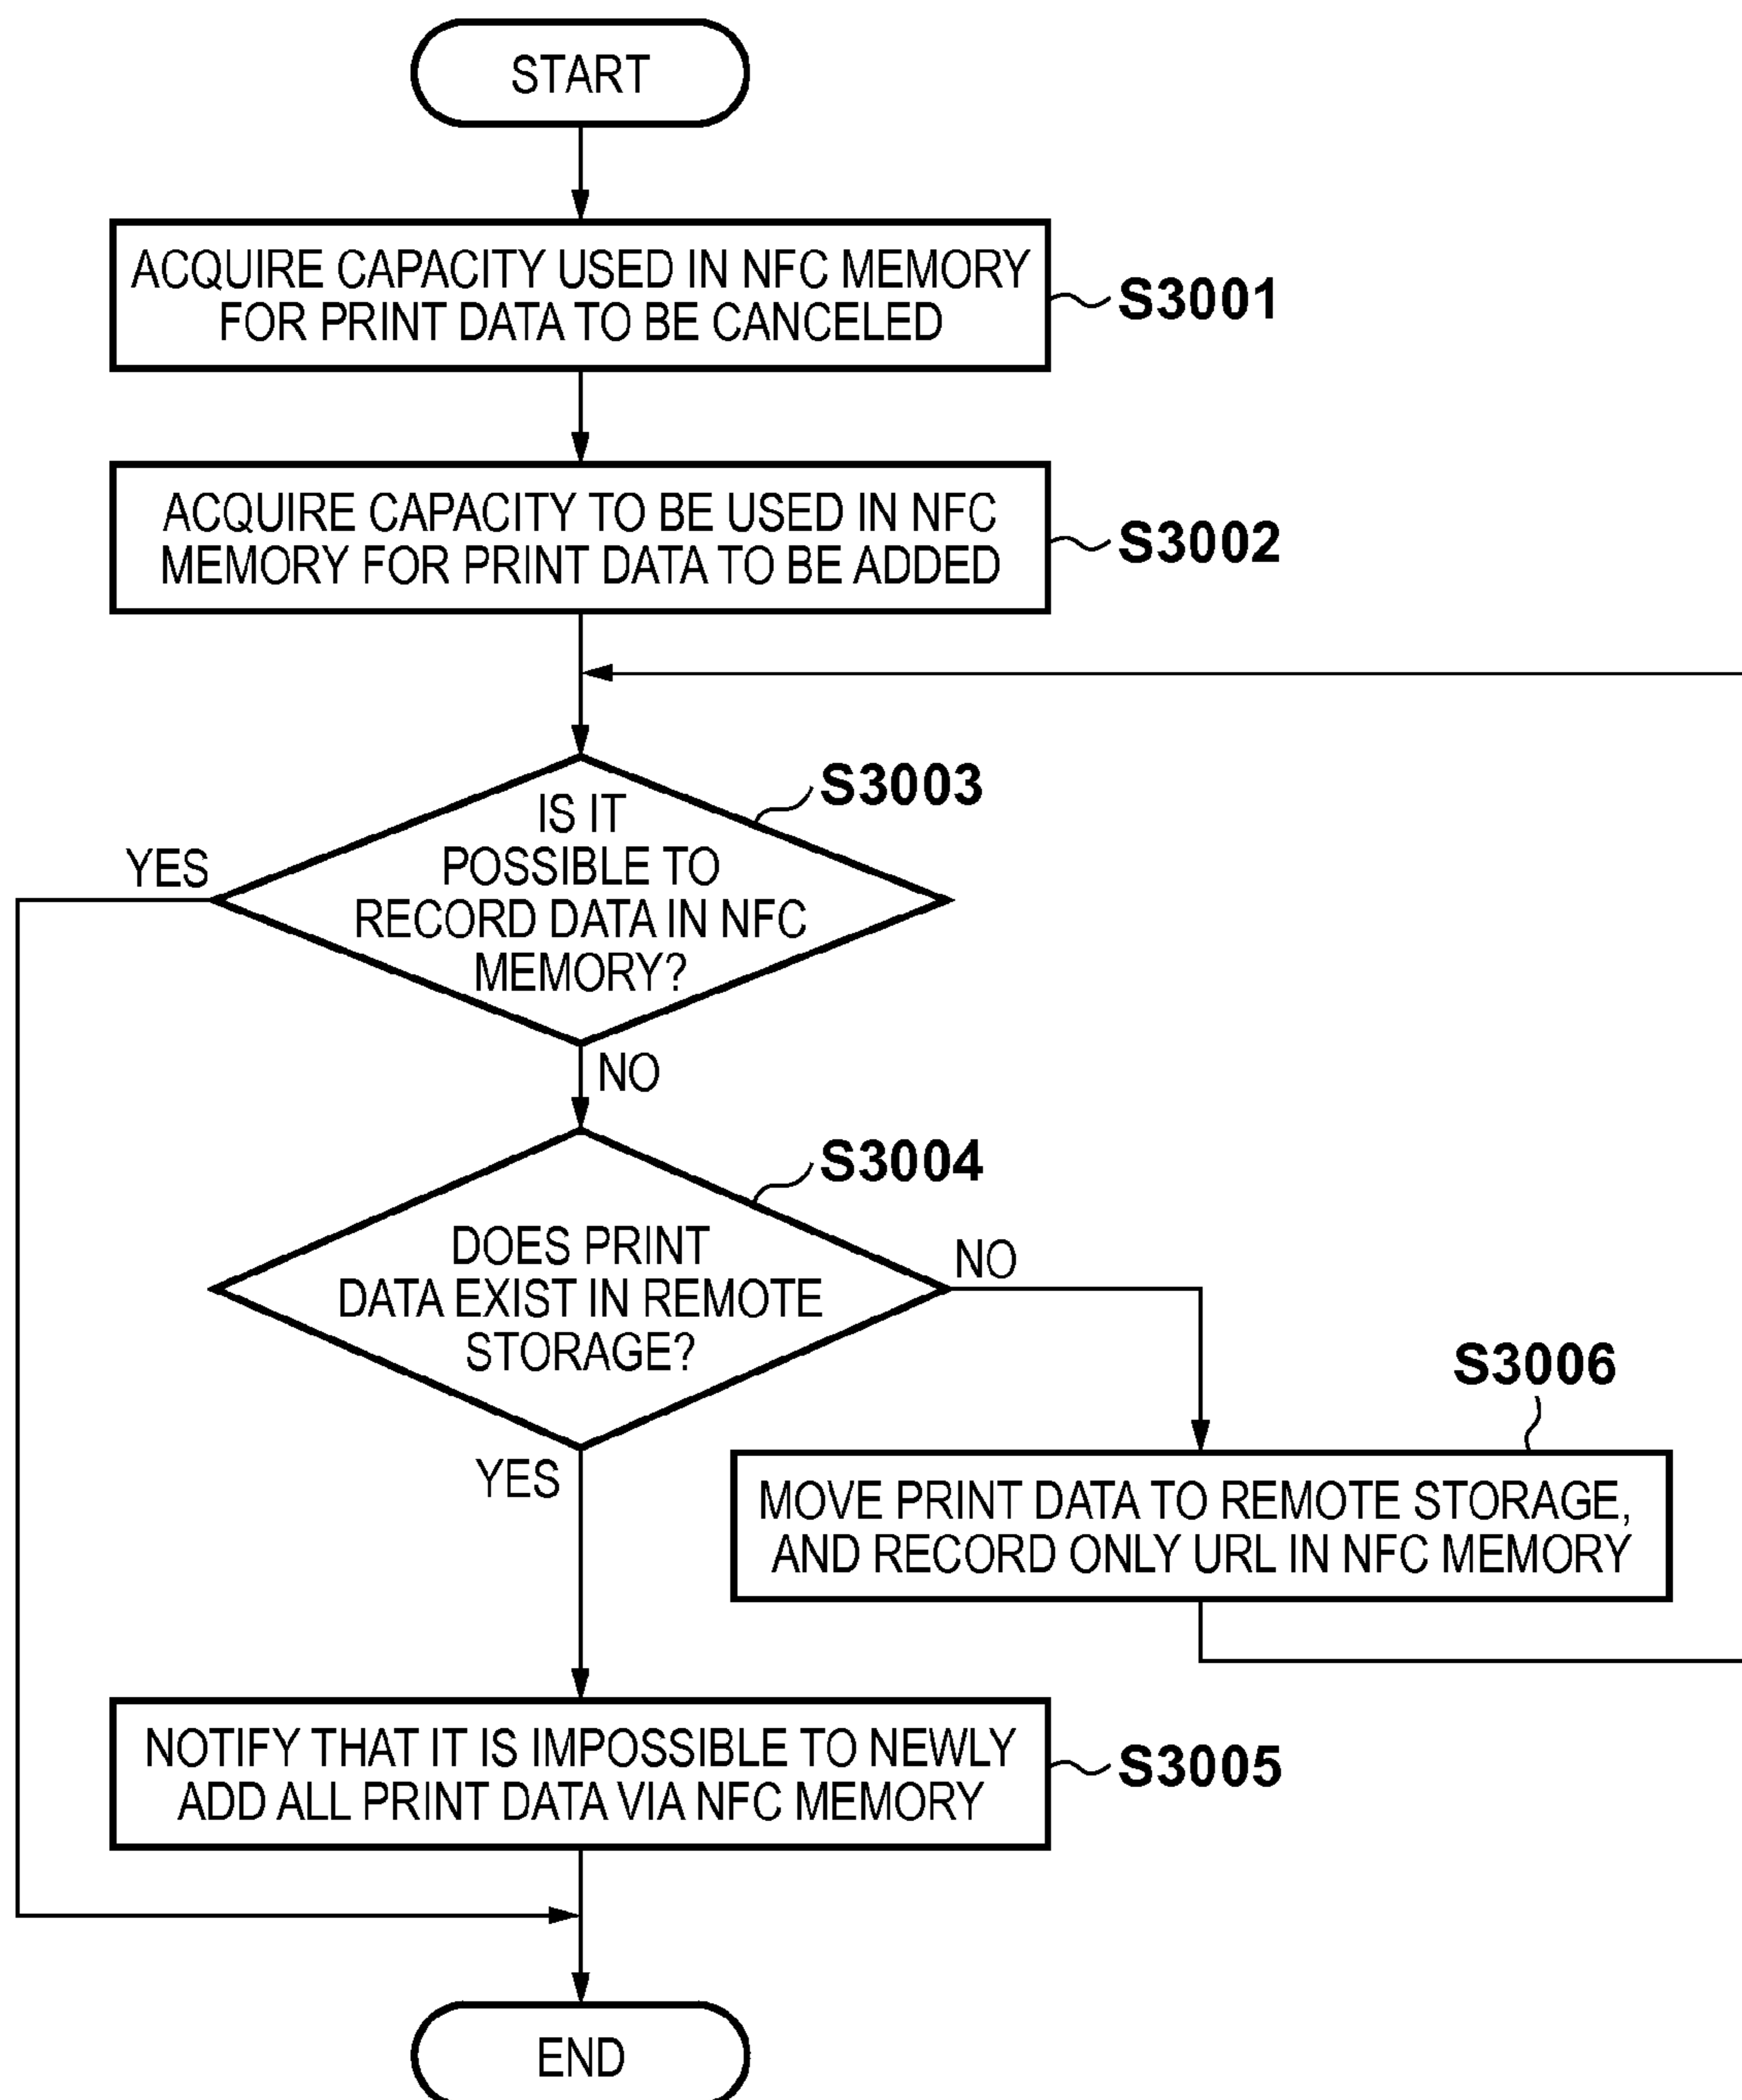 START
ACQUIRE CAPACITY USED IN NFC MEMORY
FOR PRINT DATA TO BE CANCELED
S3001
ACQUIRE CAPACITY TO BE USED IN NFC
MEMORY FOR PRINT DATA TO BE ADDED
S3002
S3003
IS IT
POSSIBLE TO
RECORD DATA IN NFC
MEMORY?
YES
NO
S3004
DOES PRINT
DATA EXIST IN REMOTE
STORAGE?
NO
YES
S3006
MOVE PRINT DATA TO REMOTE STORAGE,
AND RECORD ONLY URL IN NFC MEMORY
NOTIFY THAT IT IS IMPOSSIBLE TO NEWLY
ADD ALL PRINT DATA VIA NFC MEMORY
S3005
END